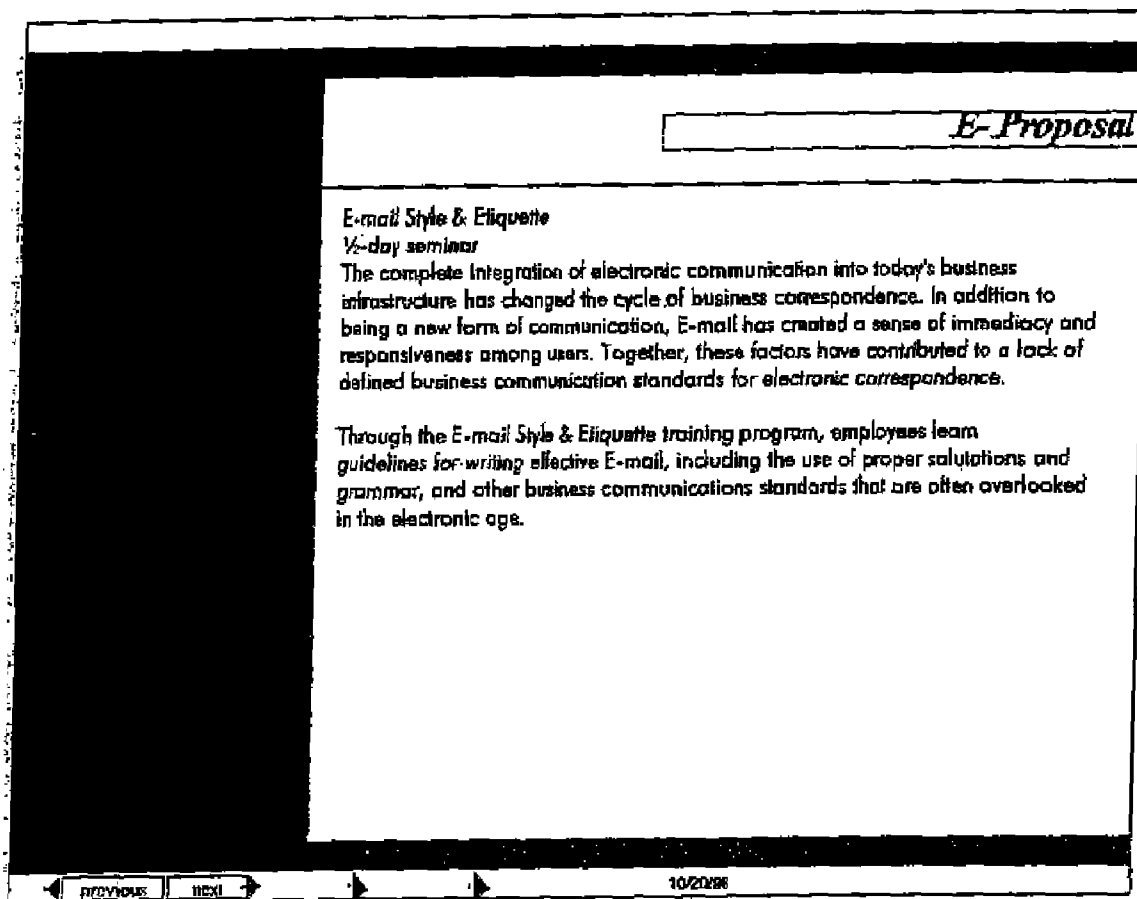 E- Proposal
E-mail Style & Etiquette
½-day seminar
The complete Integration of electronic communication into today's business
infrastructure has changed the cycle of business correspondence. In addition to
being a new form of communication, E-mail has created a sense of immediacy and
responsiveness among users. Together, these factors have contributed to a lack of
defined business communication standards for electronic correspondence.
Through the E-mail Style & Etiquette training program, employees learn
guidelines for writing effective E-mail, including the use of proper salutations and
grammar, and other business communications standards that are often overlooked
in the electronic age.
previous next 10/20/98